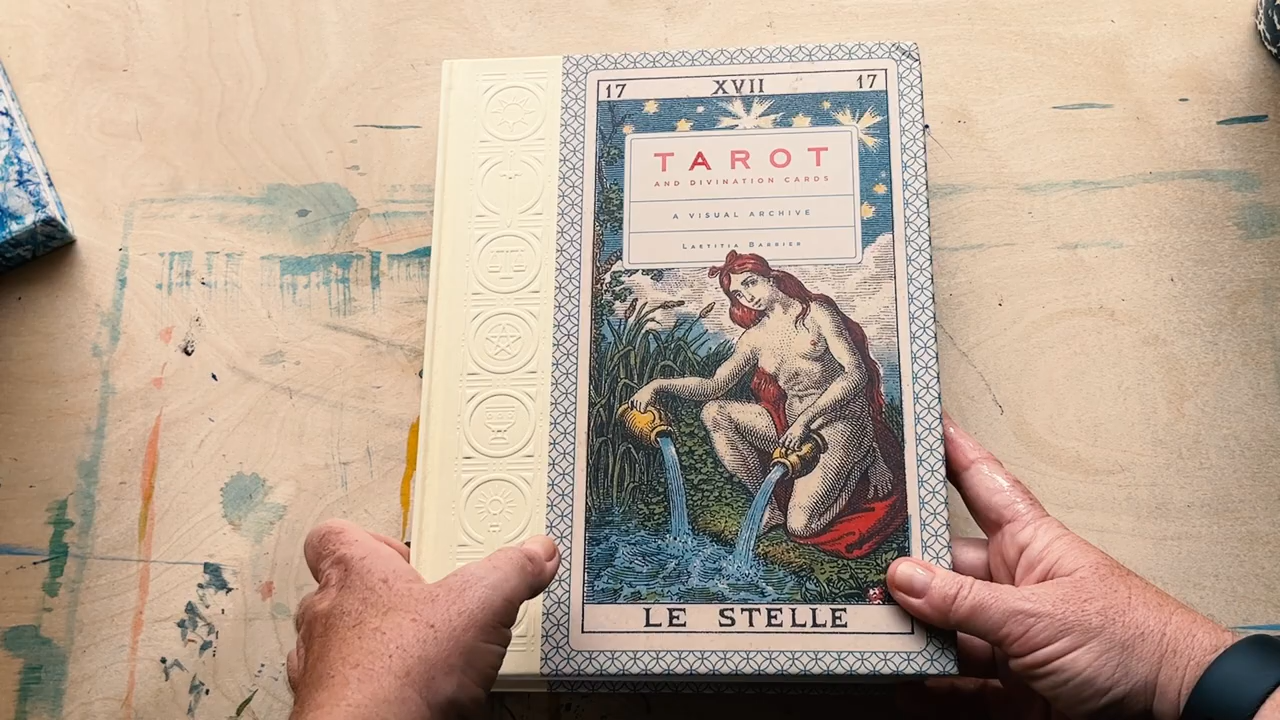 17 XVII 17
TAROT
AND DIVINATION CARDS
A VISUAL ARCHIVE
LAETITIA BARBIER
LE STELLE